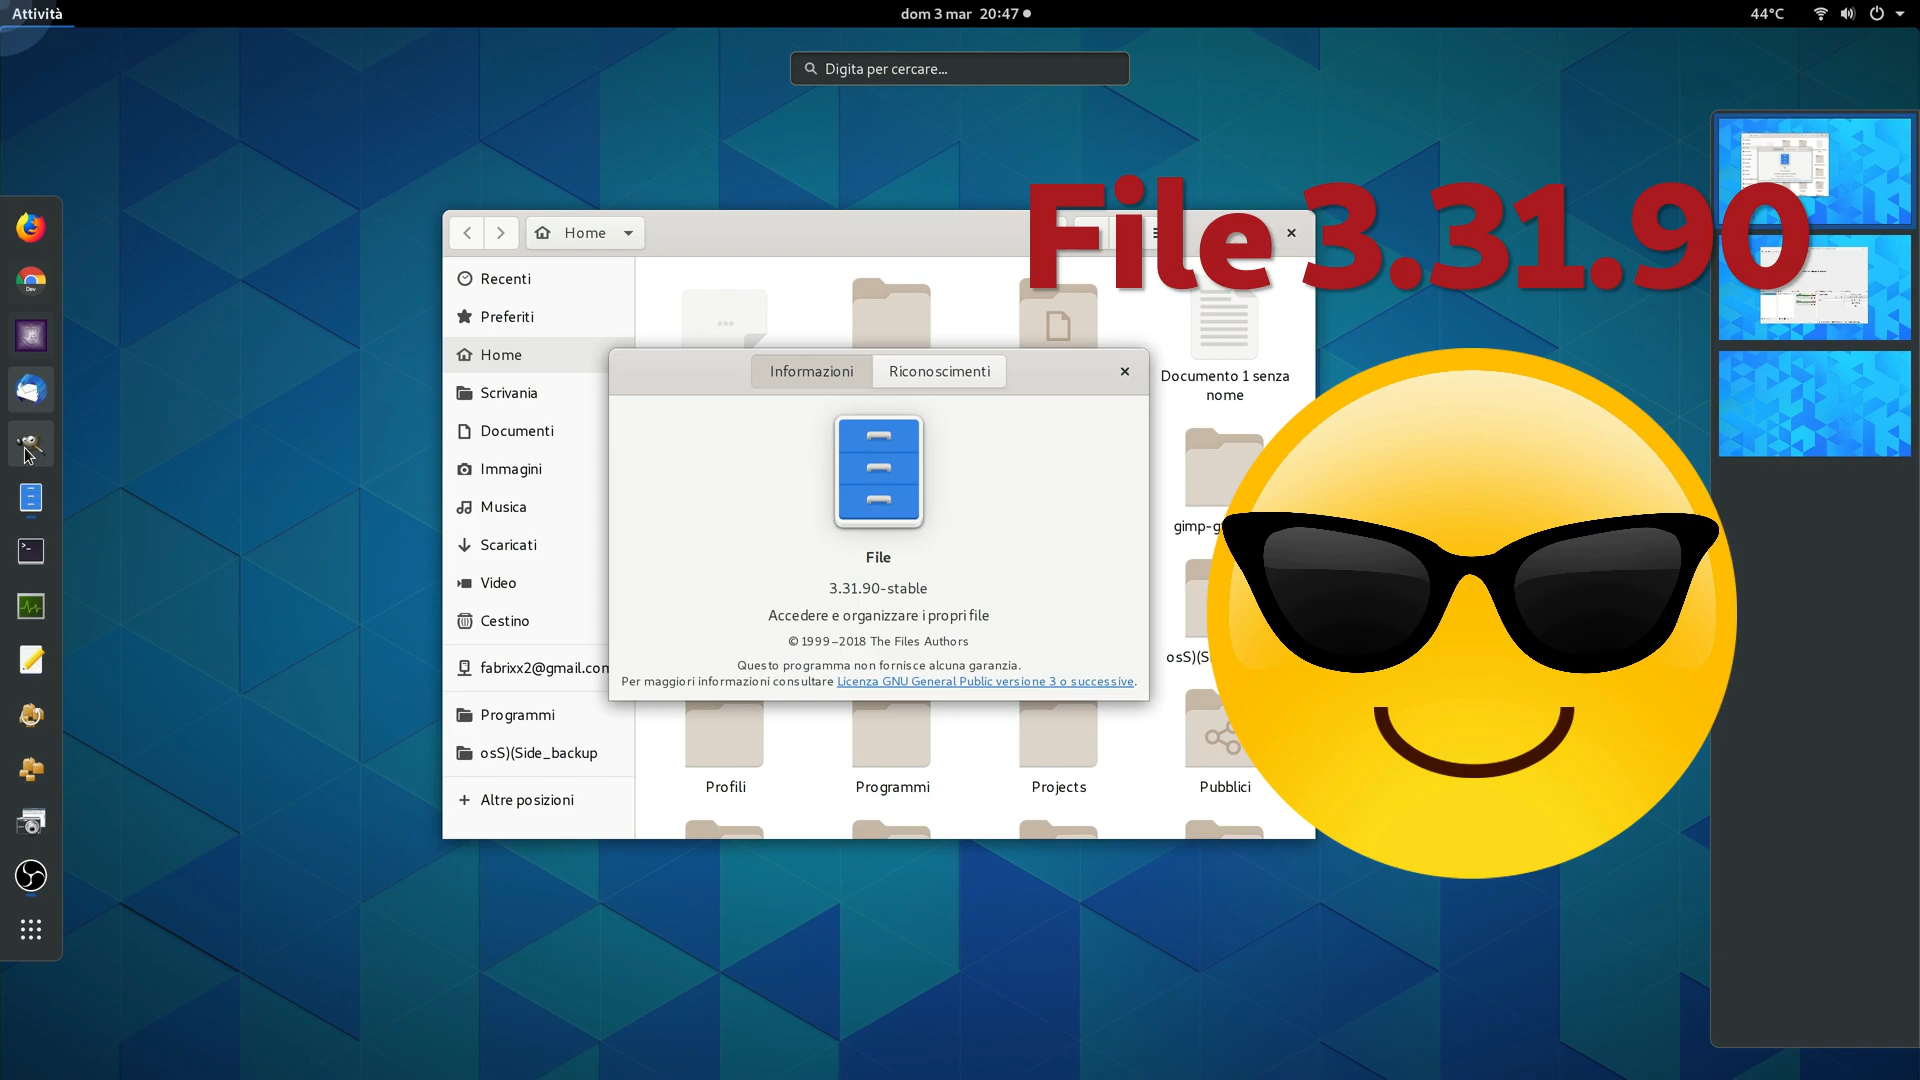 Attività
dom 3 mar 20:47
44°C
Digita per cercare...
File 3.31.90
Home
Recenti
Preferiti
Home
Scrivania
Documenti
Immagini
Musica
Scaricati
Video
Cestino
fabrixx2@gmail.com
Programmi
osS)(Side_backup
Altre posizioni
Documento 1 senza
nome
gimp-g
osS)(S
Profili
Programmi
Projects
Pubblici
Informazioni
Riconoscimenti
File
3.31.90-stable
Accedere e organizzare i propri file
© 1999–2018 The Files Authors
Questo programma non fornisce alcuna garanzia.
Per maggiori informazioni consultare Licenza GNU General Public versione 3 o successive.
Dev